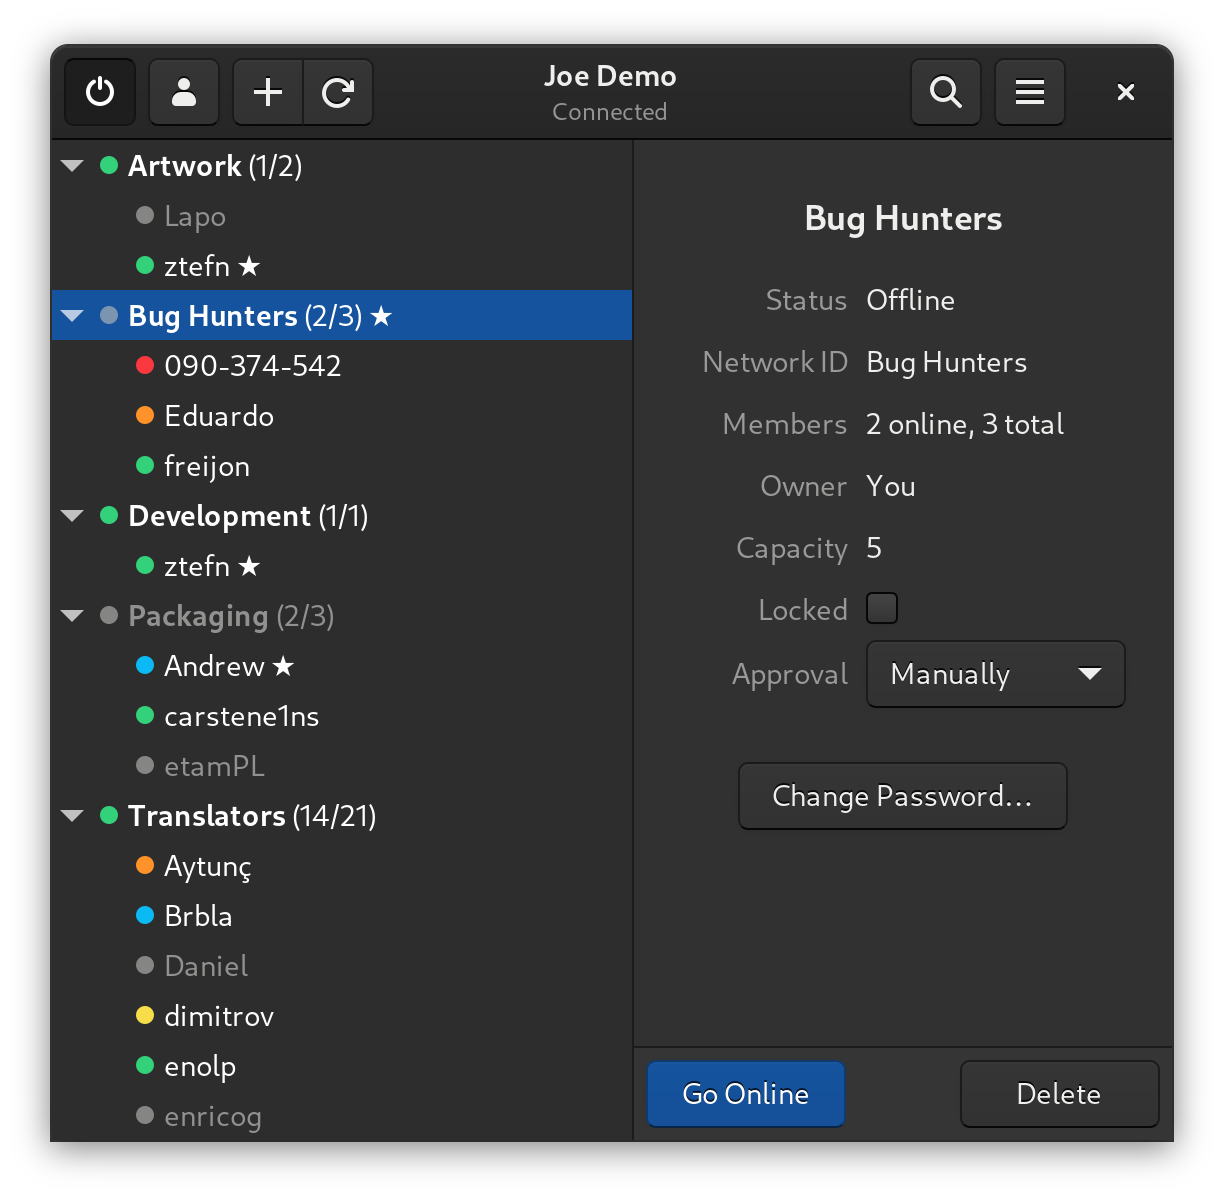 Joe Demo
Connected
Artwork (1/2)
Lapo
ztefn ★
Bug Hunters (2/3) ★
090-374-542
Eduardo
freijon
Development (1/1)
ztefn ★
Packaging (2/3)
Andrew ★
carstene1ns
etamPL
Translators (14/21)
Aytunç
Brbla
Daniel
dimitrov
enolp
enricog
Bug Hunters
Status Offline
Network ID Bug Hunters
Members 2 online, 3 total
Owner You
Capacity 5
Locked
Approval Manually
Change Password...
Go Online Delete